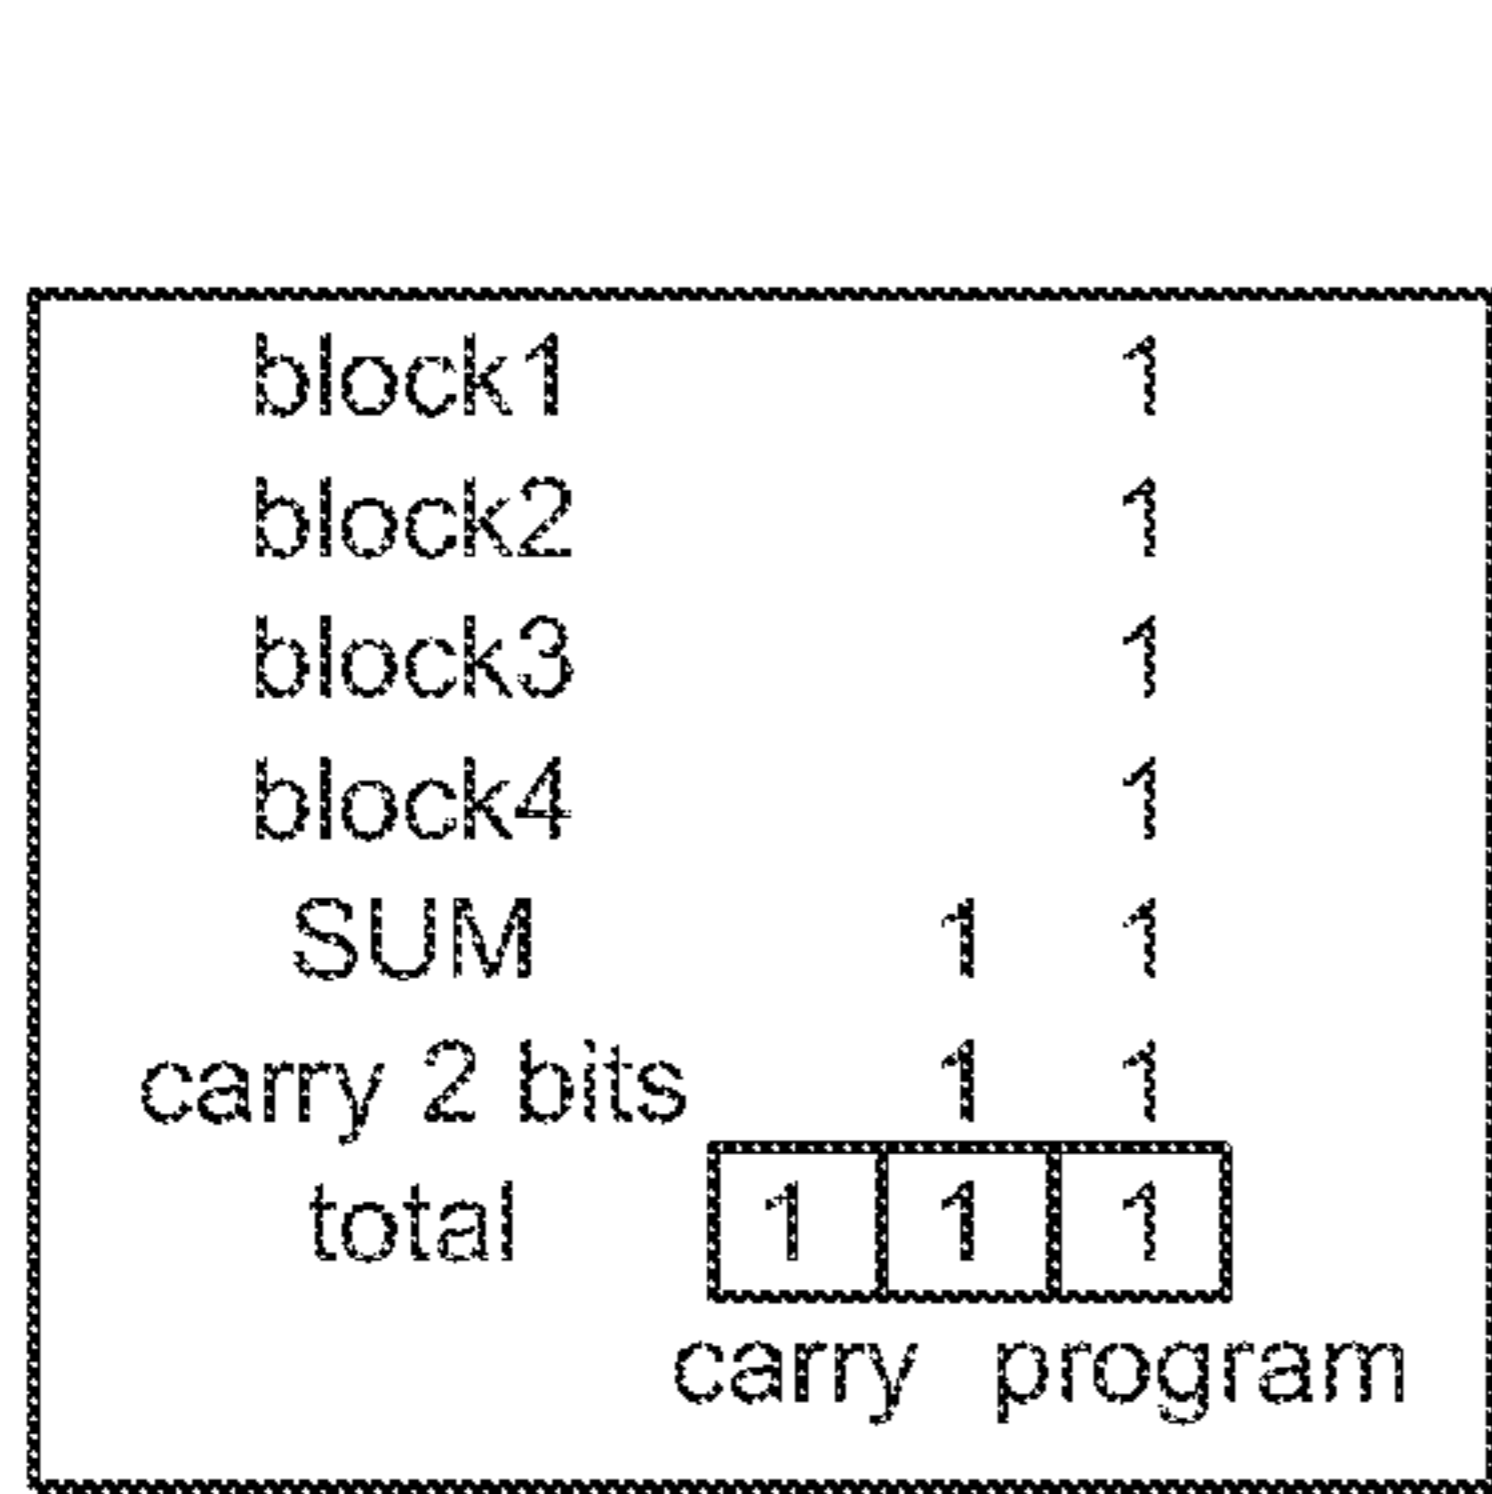 block1 1
block2 1
block3 1
block4 1
SUM 1 1
carry 2 bits 1 1
total 1 1 1
carry program